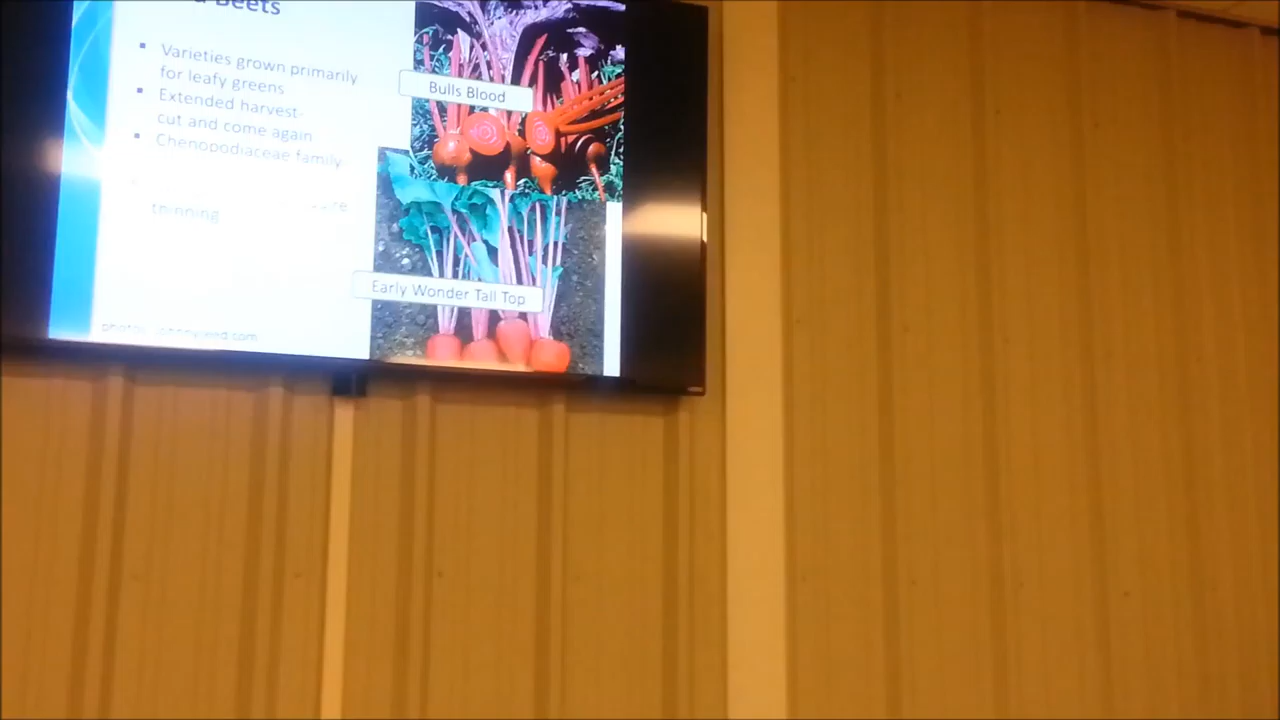 Beets
Varieties grown primarily
for leafy greens
Extended harvest-
cut and come again
Chenopodiaceae family
thinning
Bulls Blood
Early Wonder Tall Top